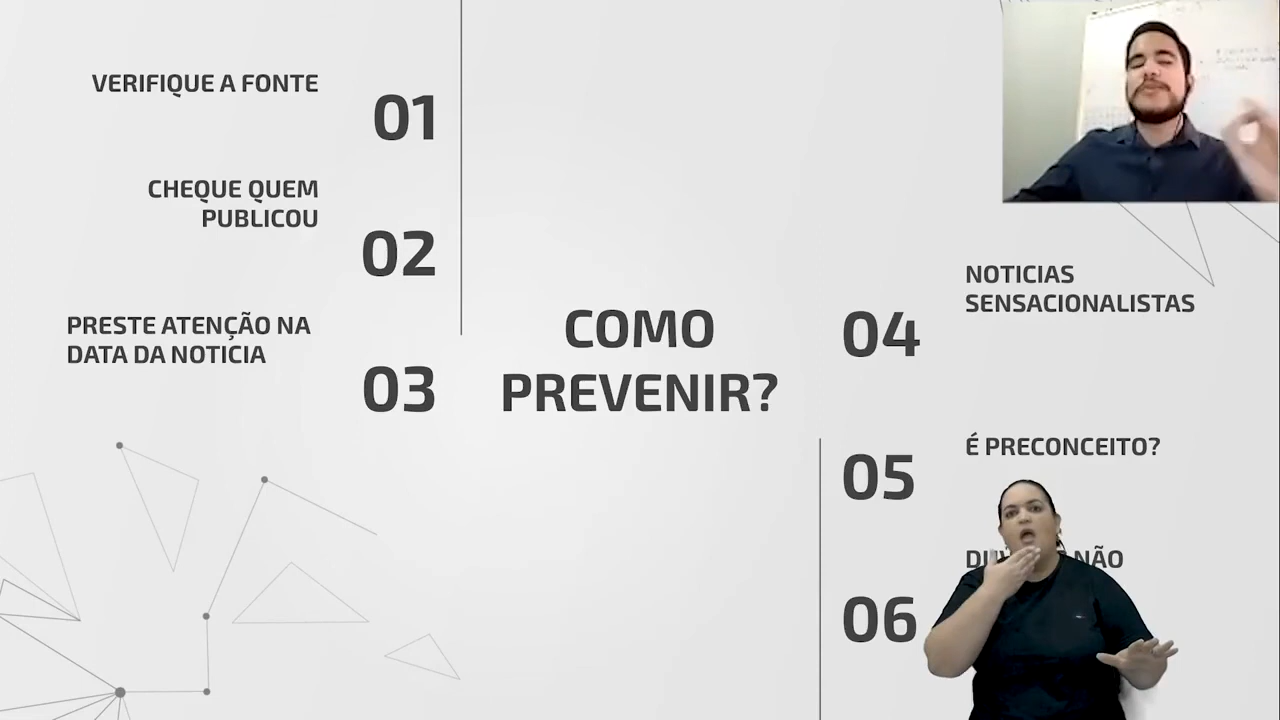 VERIFIQUE A FONTE
01
CHEQUE QUEM
PUBLICOU
02
PRESTE ATENÇÃO NA
DATA DA NOTICIA
03
COMO
PREVENIR?
NOTICIAS
SENSACIONALISTAS
04
É PRECONCEITO?
05
NÃO
06